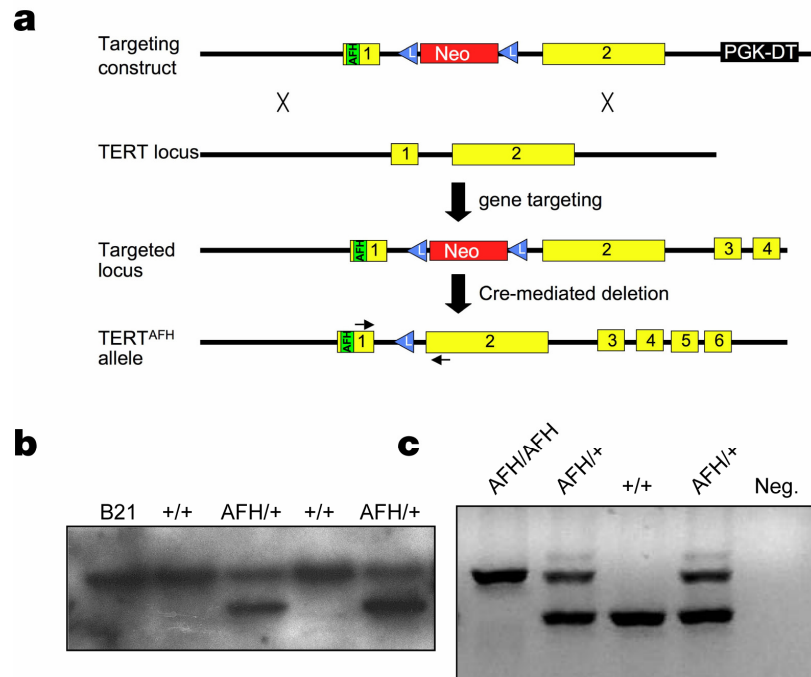 a
Targeting construct
AFH 1 L Neo L 2 PGK-DT
X X
TERT locus
1 2
gene targeting
Targeted locus
AFH 1 L Neo L 2 3 4
Cre-mediated deletion
TERTAFH allele
AFH 1 L 2 3 4 5 6
b
B21 +/+ AFH/+ +/+ AFH/+
c
AFH/AFH AFH/+ +/+ AFH/+ Neg.